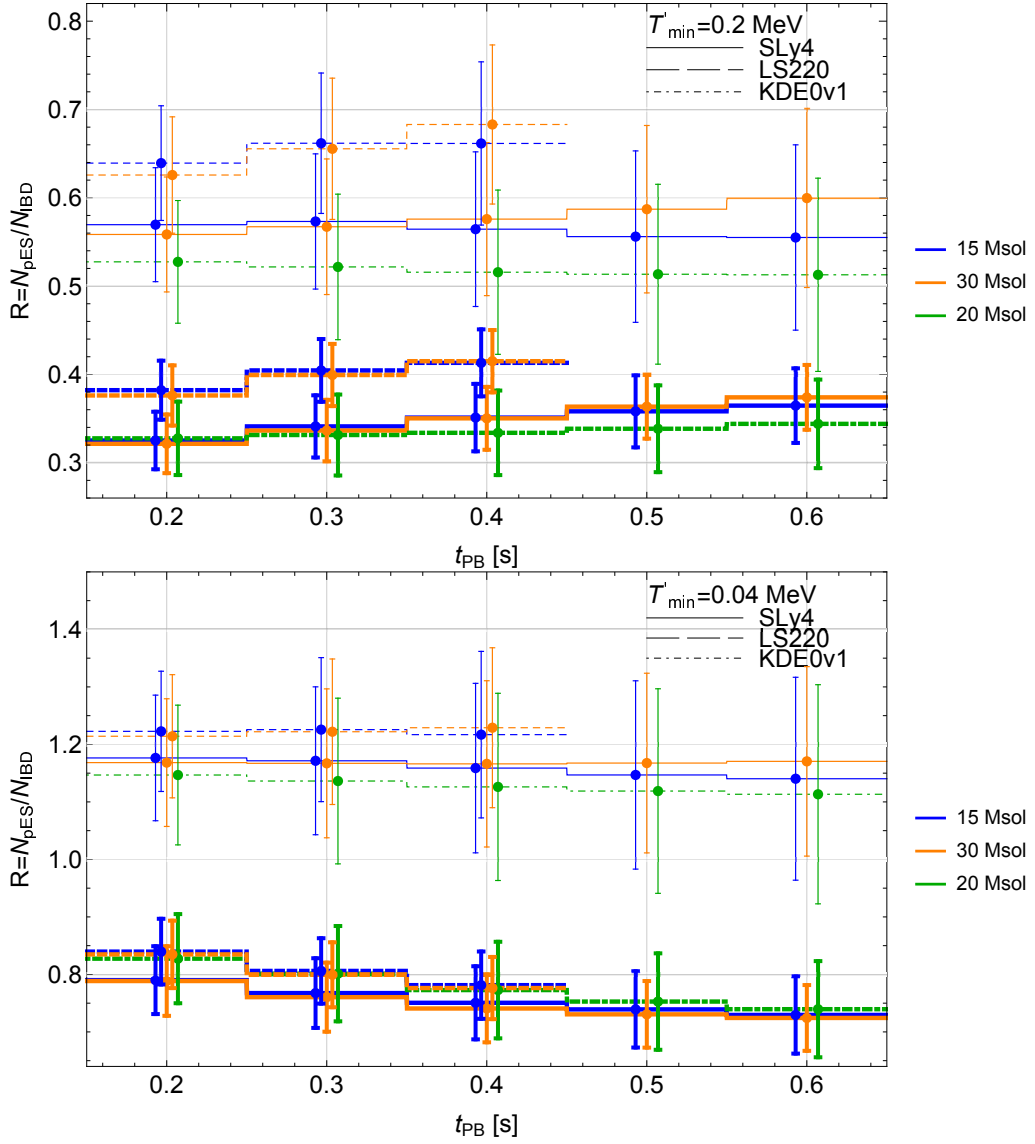 T'min=0.2 MeV
SLy4
LS220
KDE0v1
0.8
0.7
0.6
0.5
0.4
0.3
R=NpES/NIBD
0.2 0.3 0.4 0.5 0.6
tPB [s]
15 Msol
30 Msol
20 Msol
T'min=0.04 MeV
SLy4
LS220
KDE0v1
1.4
1.2
1.0
0.8
R=NpES/NIBD
0.2 0.3 0.4 0.5 0.6
tPB [s]
15 Msol
30 Msol
20 Msol